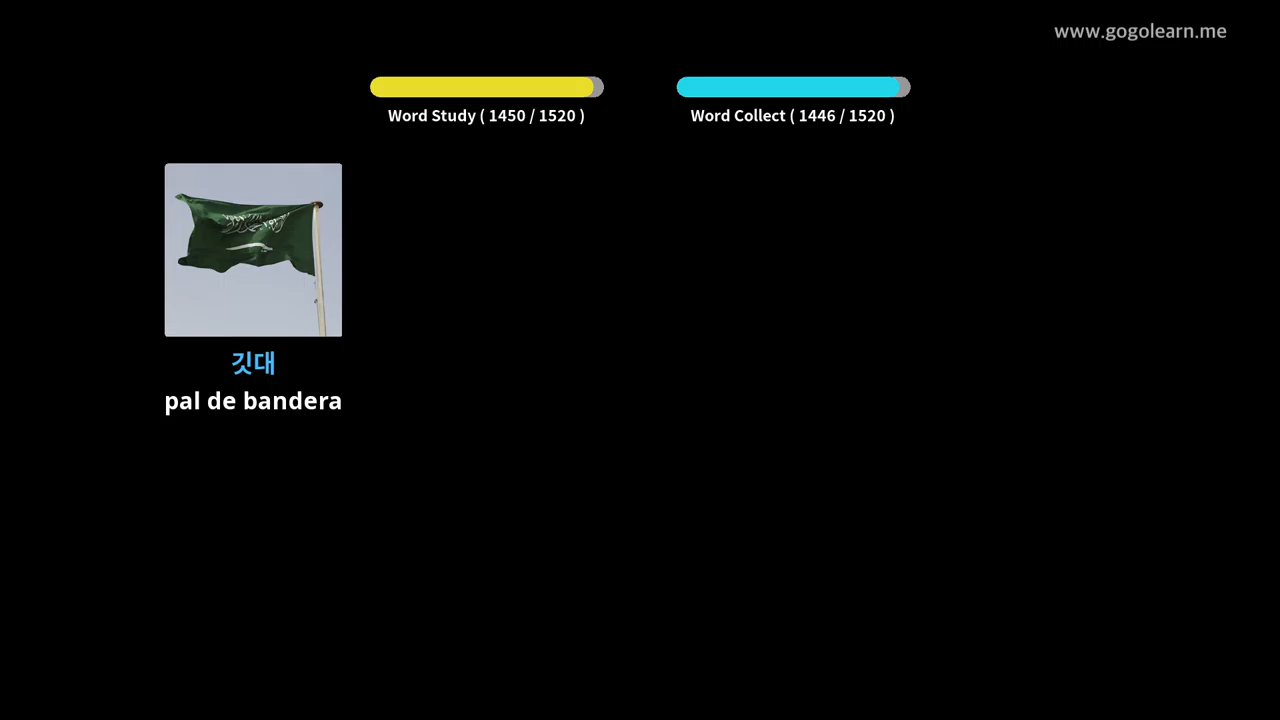 www.gogolearn.me
Word Study ( 1450 / 1520 )
Word Collect ( 1446 / 1520 )
깃대
pal de bandera